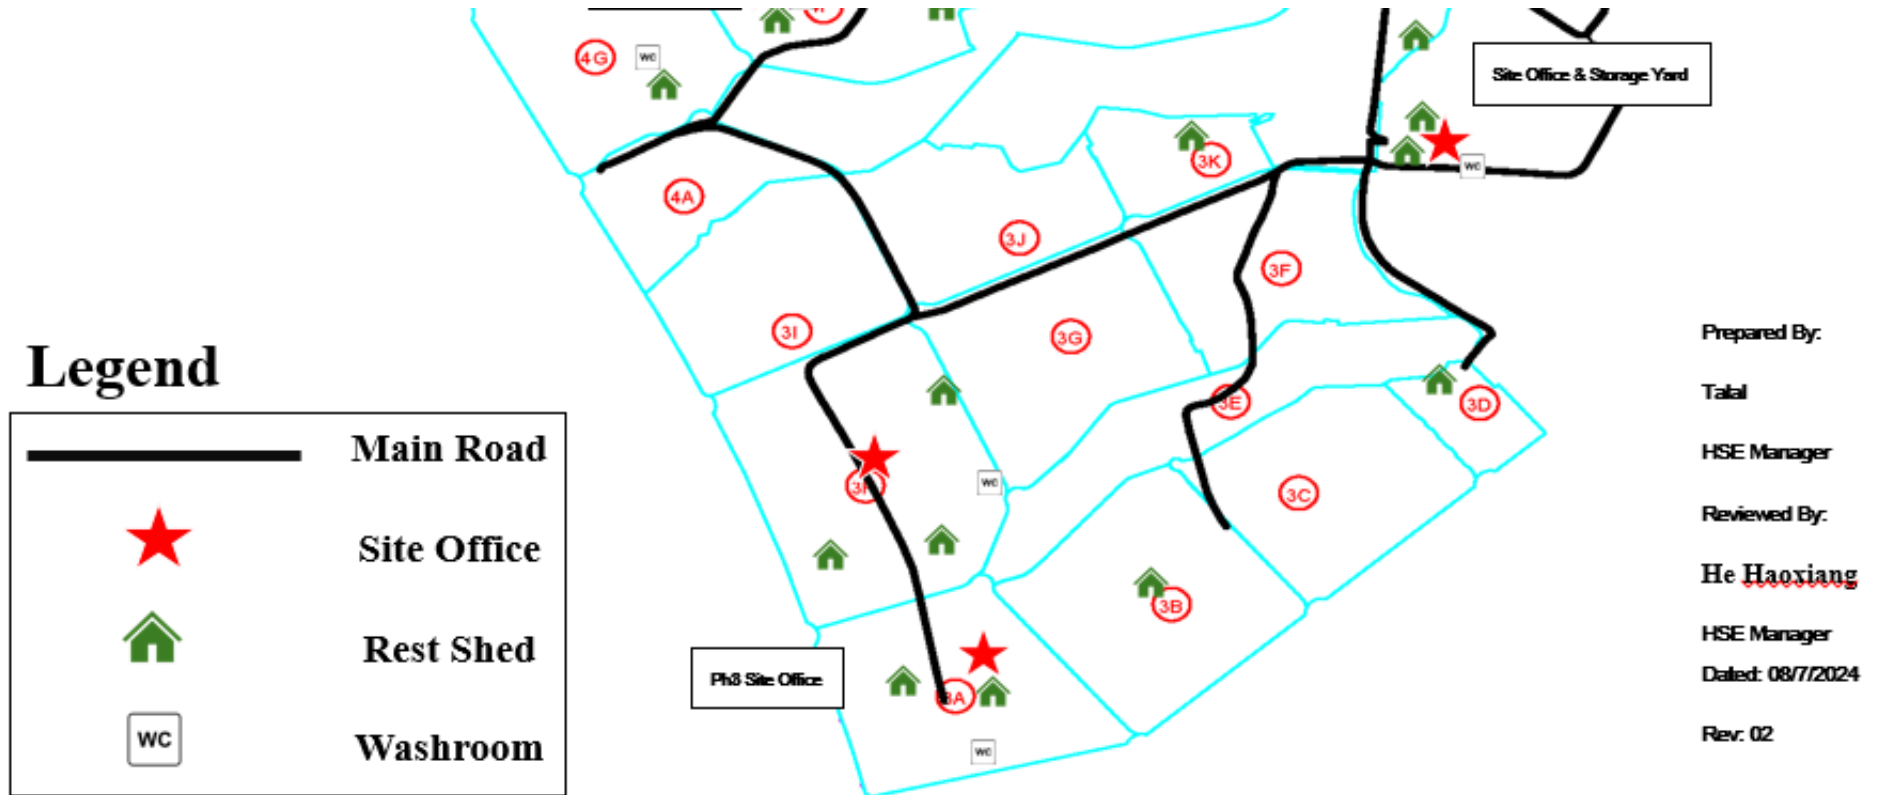 4G
WC
Site Office & Storage Yard
3K
WC
4A
3J
3F
3I
3G
3E
3D
WC
3C
3B
Ph3 Site Office
3A
WC
Legend
Main Road
Site Office
Rest Shed
WC
Washroom
Prepared By:
Talal
HSE Manager
Reviewed By:
He Haoxiang
HSE Manager
Dated: 08/7/2024
Rev: 02